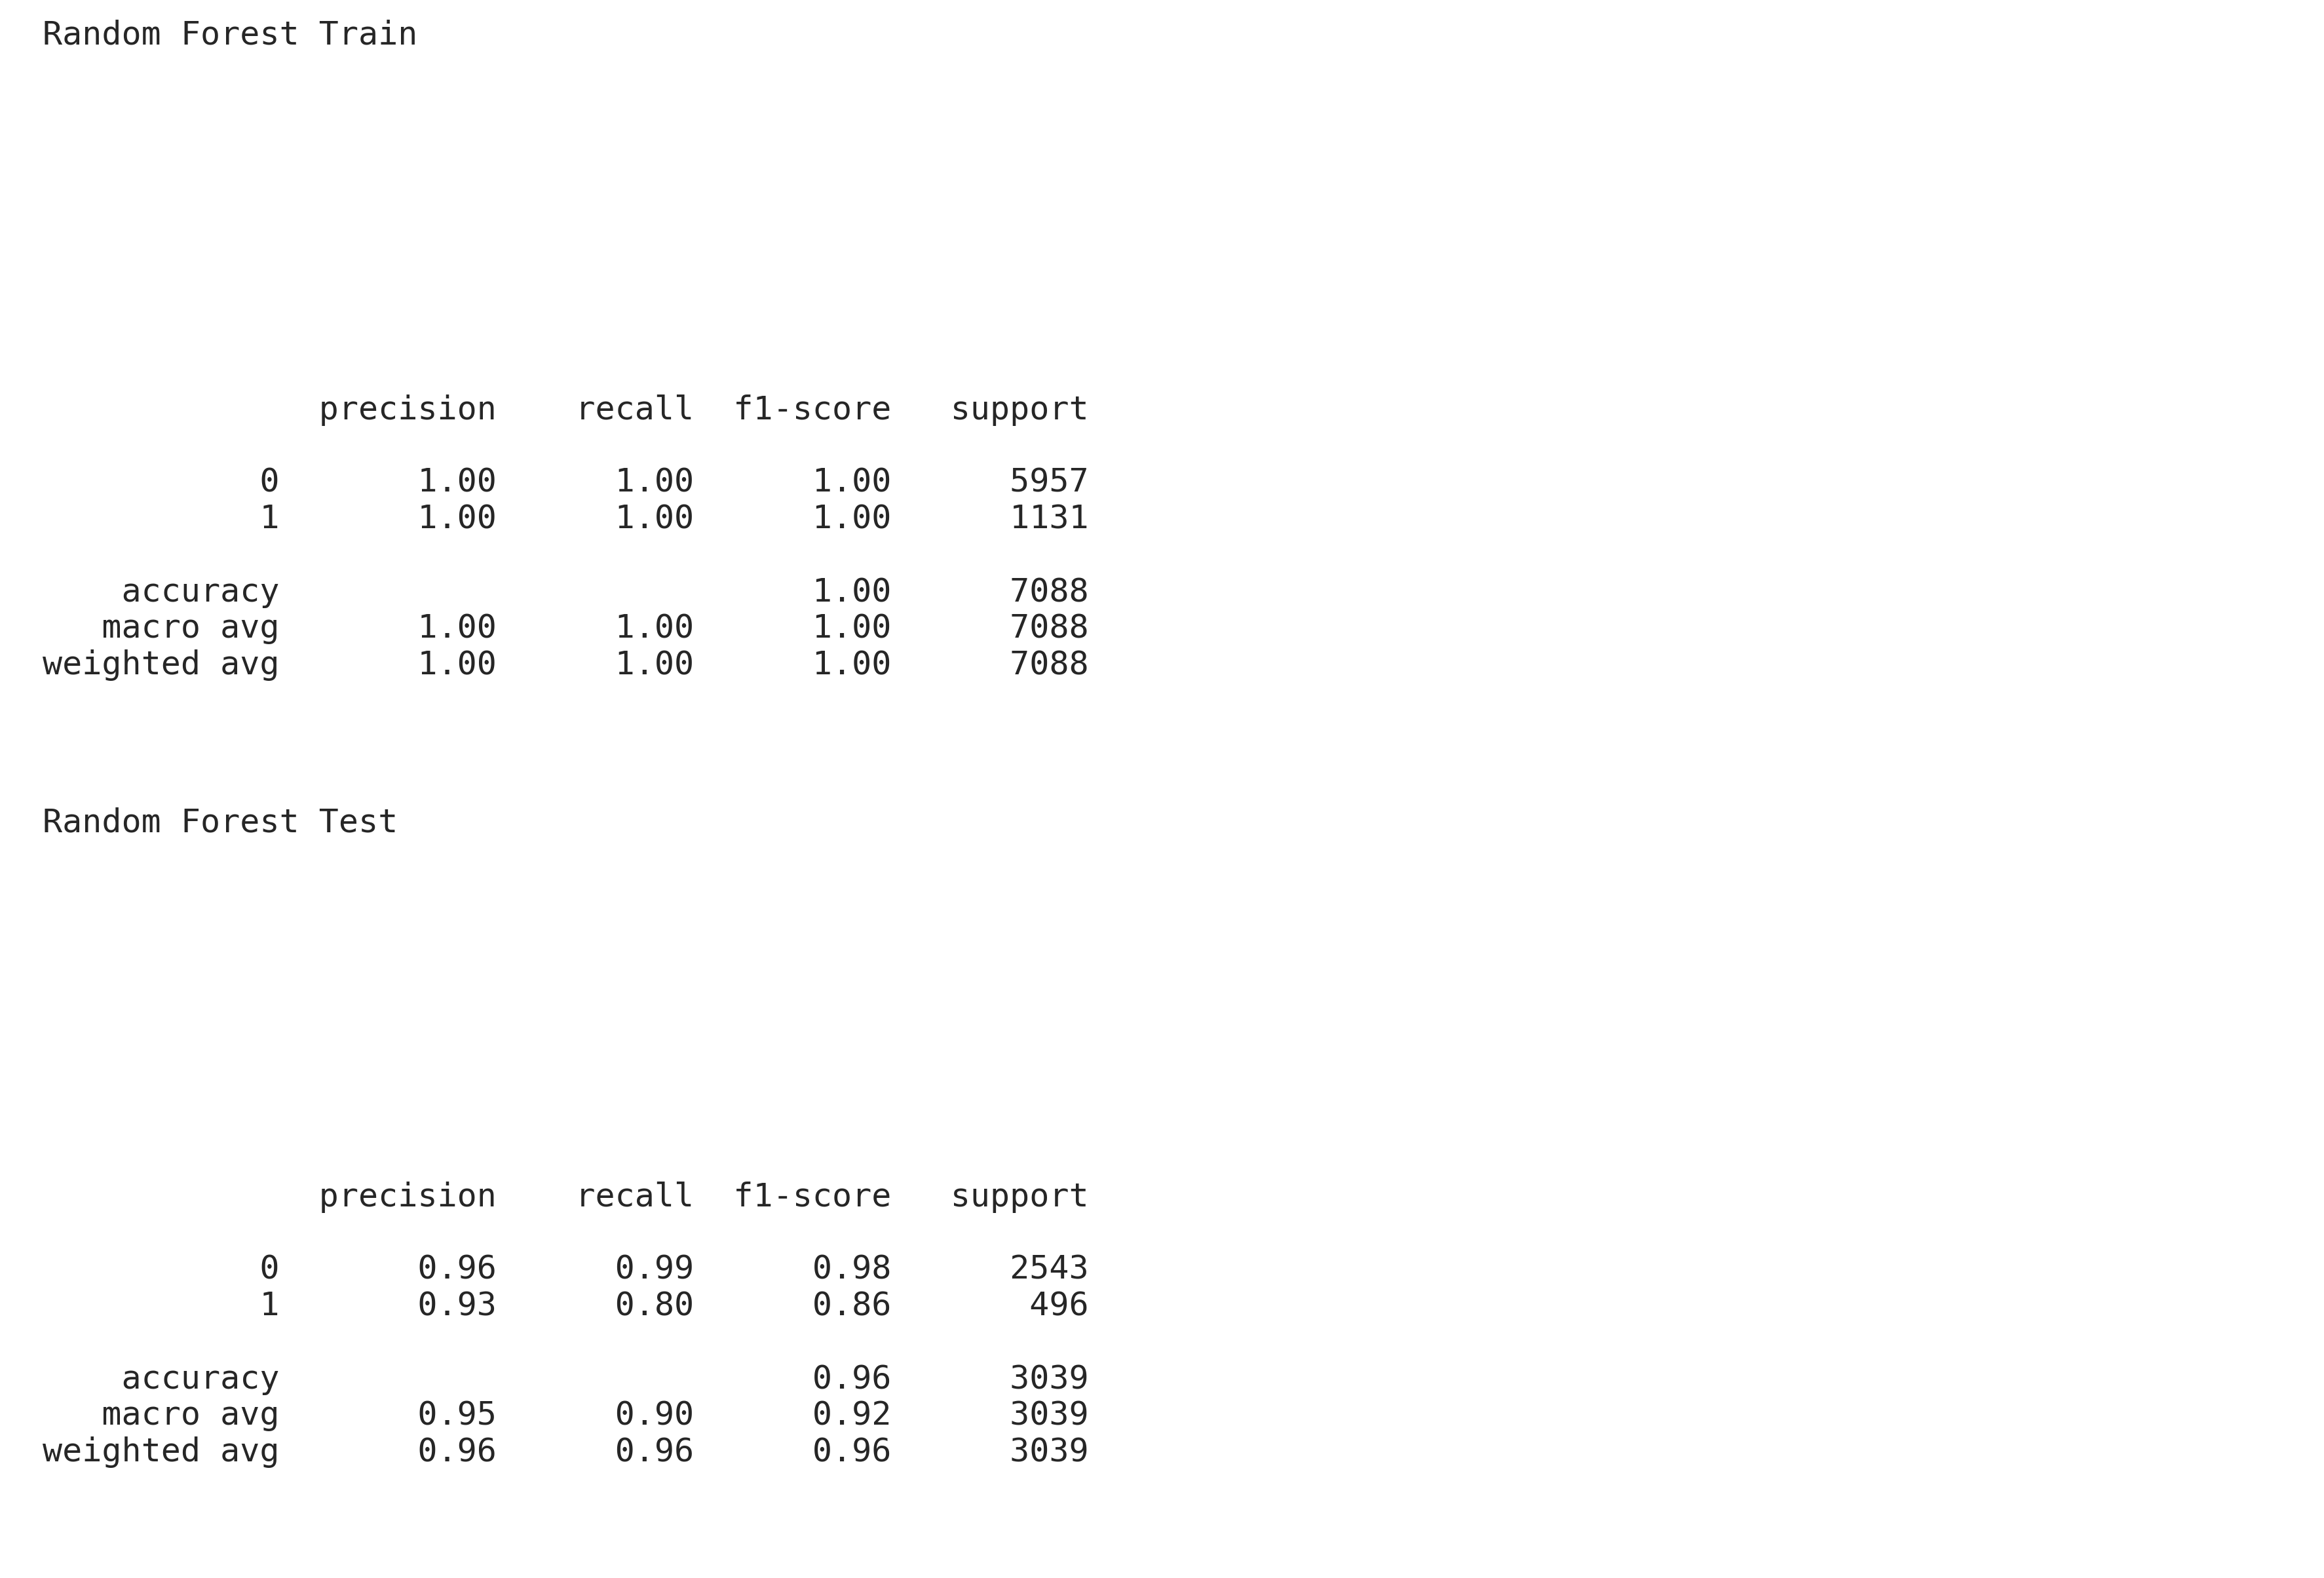 Random Forest Train
precision recall f1-score support
0 1.00 1.00 1.00 5957
1 1.00 1.00 1.00 1131
accuracy 1.00 7088
macro avg 1.00 1.00 1.00 7088
weighted avg 1.00 1.00 1.00 7088
Random Forest Test
precision recall f1-score support
0 0.96 0.99 0.98 2543
1 0.93 0.80 0.86 496
accuracy 0.96 3039
macro avg 0.95 0.90 0.92 3039
weighted avg 0.96 0.96 0.96 3039